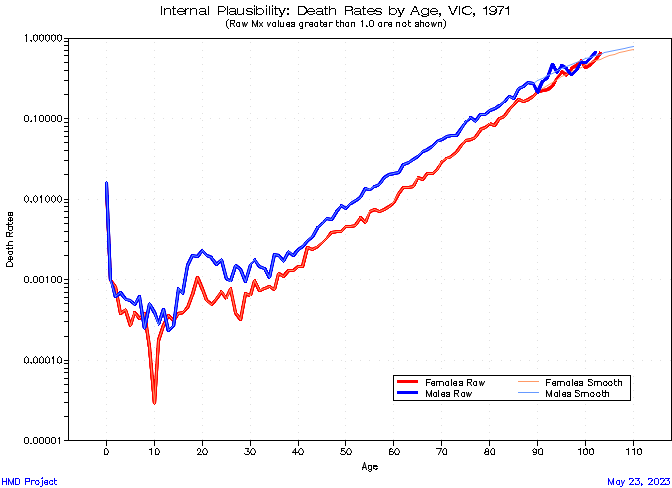 Internal Plausibility: Death Rates by Age, VIC, 1971
(Raw Mx values greater than 1.0 are not shown)
1.00000
0.10000
0.01000
0.00100
0.00010
0.00001
Death Rates
0 10 20 30 40 50 60 70 80 90 100 110
Age
Females Raw Females Smooth
Males Raw Males Smooth
HMD Project May 23, 2023